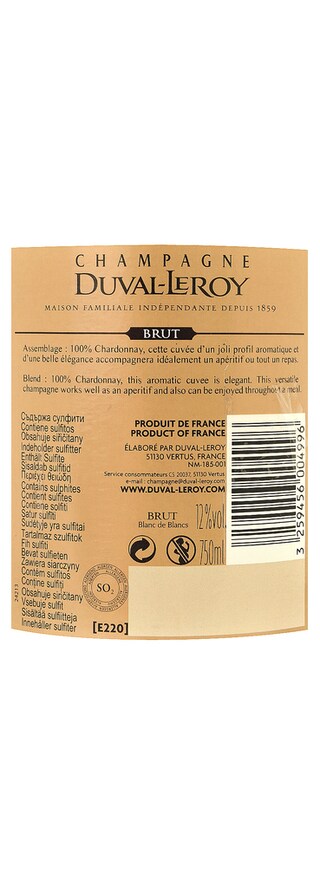 CHAMPAGNE
DUVAL-LEROY
MAISON FAMILIALE INDÉPENDANTE DEPUIS 1859
BRUT
Assemblage : 100% Chardonnay, cette cuvée d'un joli profil aromatique et
d'une belle élégance accompagnera idéalement un apéritif ou tout un repas.
Blend : 100% Chardonnay, this aromatic cuvee is elegant. This versatile
champagne works well as an aperitif and also can be enjoyed throughout a meal.
Съдържа сулфити
Contiene sulfitos
Obsahuje siričitany
Indeholder sulfitter
Enthält Sulfite
Sisaldab sulfitid
Περιέχει θειώδη
Contient sulfites
Contains sulphites
Contient sulfites
Contiene solfiti
Satur sulfīti
Sudėtyje yra sulfitai
Tartalmaz szulfitok
Fih sulfiti
Bevat sulfieten
Zawiera siarczyny
Contém sulfitos
Conține sulfiți
Obsahuje siričitany
Vsebuje sulfit
Sisältää sulfiitteja
Innehåller sulfiter
24213
PRODUIT DE FRANCE
PRODUCT OF FRANCE
ÉLABORÉ PAR DUVAL-LEROY
51130 VERTUS, FRANCE
NM-185-001
Service consommateurs CS 20037, 51130 Vertus
e-mail : champagne@duval-leroy.com
WWW.DUVAL-LEROY.COM
BRUT
Blanc de Blancs
12%vol.
750ml
3 259456 004996
SO2
[E220]